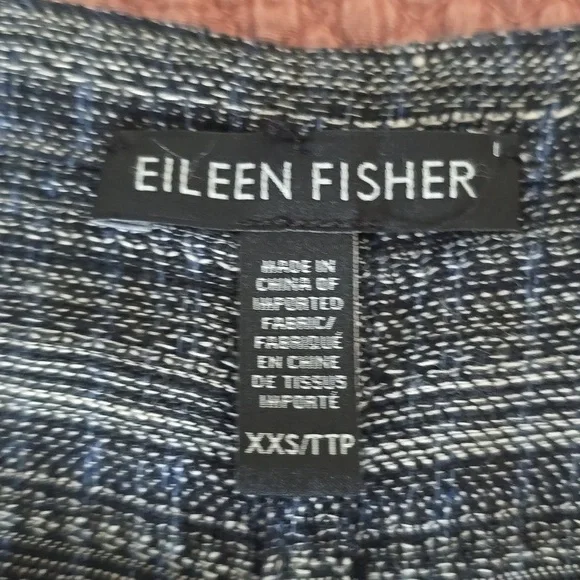 EILEEN FISHER
MADE IN
CHINA OF
IMPORTED
FABRIC/
FABRIQUÉ
EN CHINE
DE TISSUS
IMPORTÉ
XXS/TTP